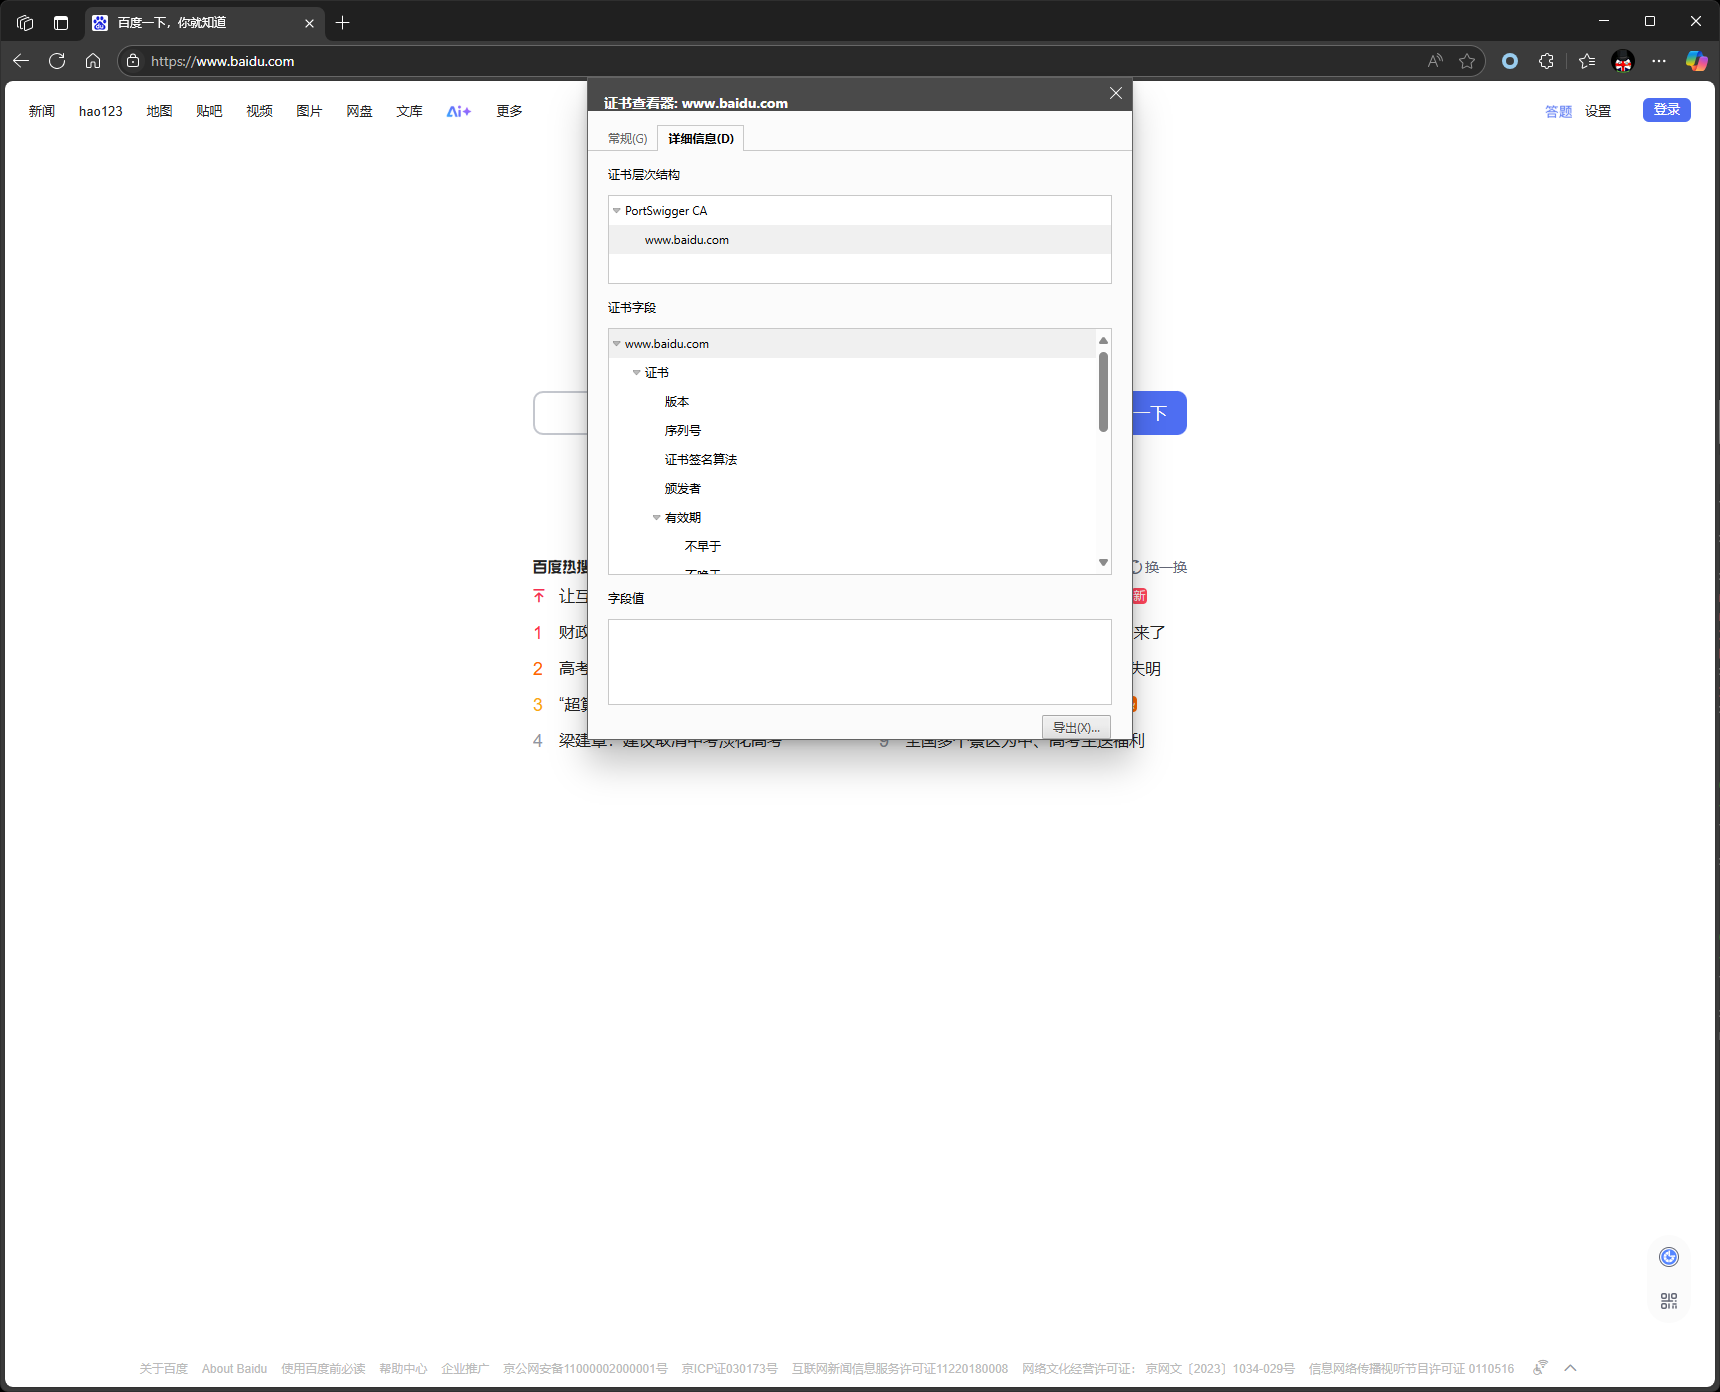 百度一下，你就知道
https://www.baidu.com
新闻 hao123 地图 贴吧 视频 图片 网盘 文库 Ai+ 更多
答题 设置 登录
证书查看器: www.baidu.com
常规(G) 详细信息(D)
证书层次结构
PortSwigger CA
www.baidu.com
证书字段
www.baidu.com
证书
版本
序列号
证书签名算法
颁发者
有效期
不早于
字段值
导出(X)...
一下
百度热搜
换一换
让互
新
1 财政
来了
2 高考
失明
3 “超算
4 梁建章：建议取消中考淡化高考
9 全国多个景区为中、高考生送福利
关于百度 About Baidu 使用百度前必读 帮助中心 企业推广 京公网安备11000002000001号 京ICP证030173号 互联网新闻信息服务许可证11220180008 网络文化经营许可证： 京网文〔2023〕1034-029号 信息网络传播视听节目许可证 0110516